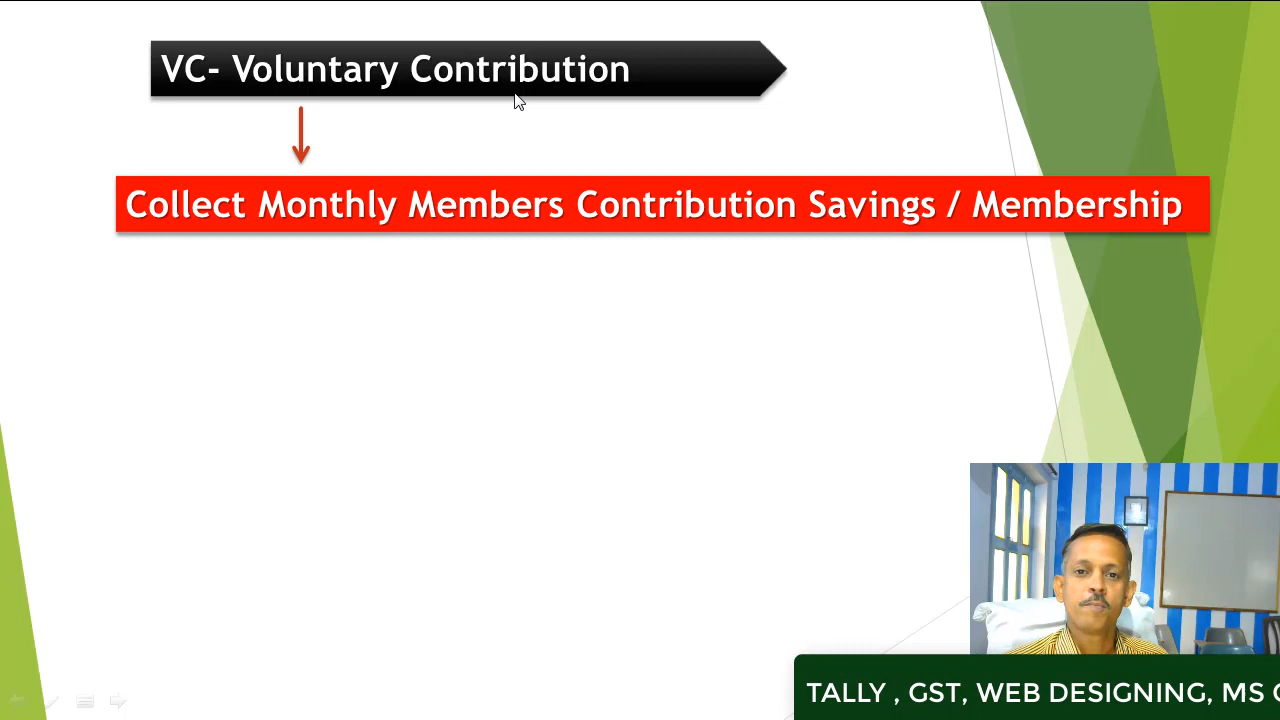 VC- Voluntary Contribution
Collect Monthly Members Contribution Savings / Membership
TALLY , GST, WEB DESIGNING, MS